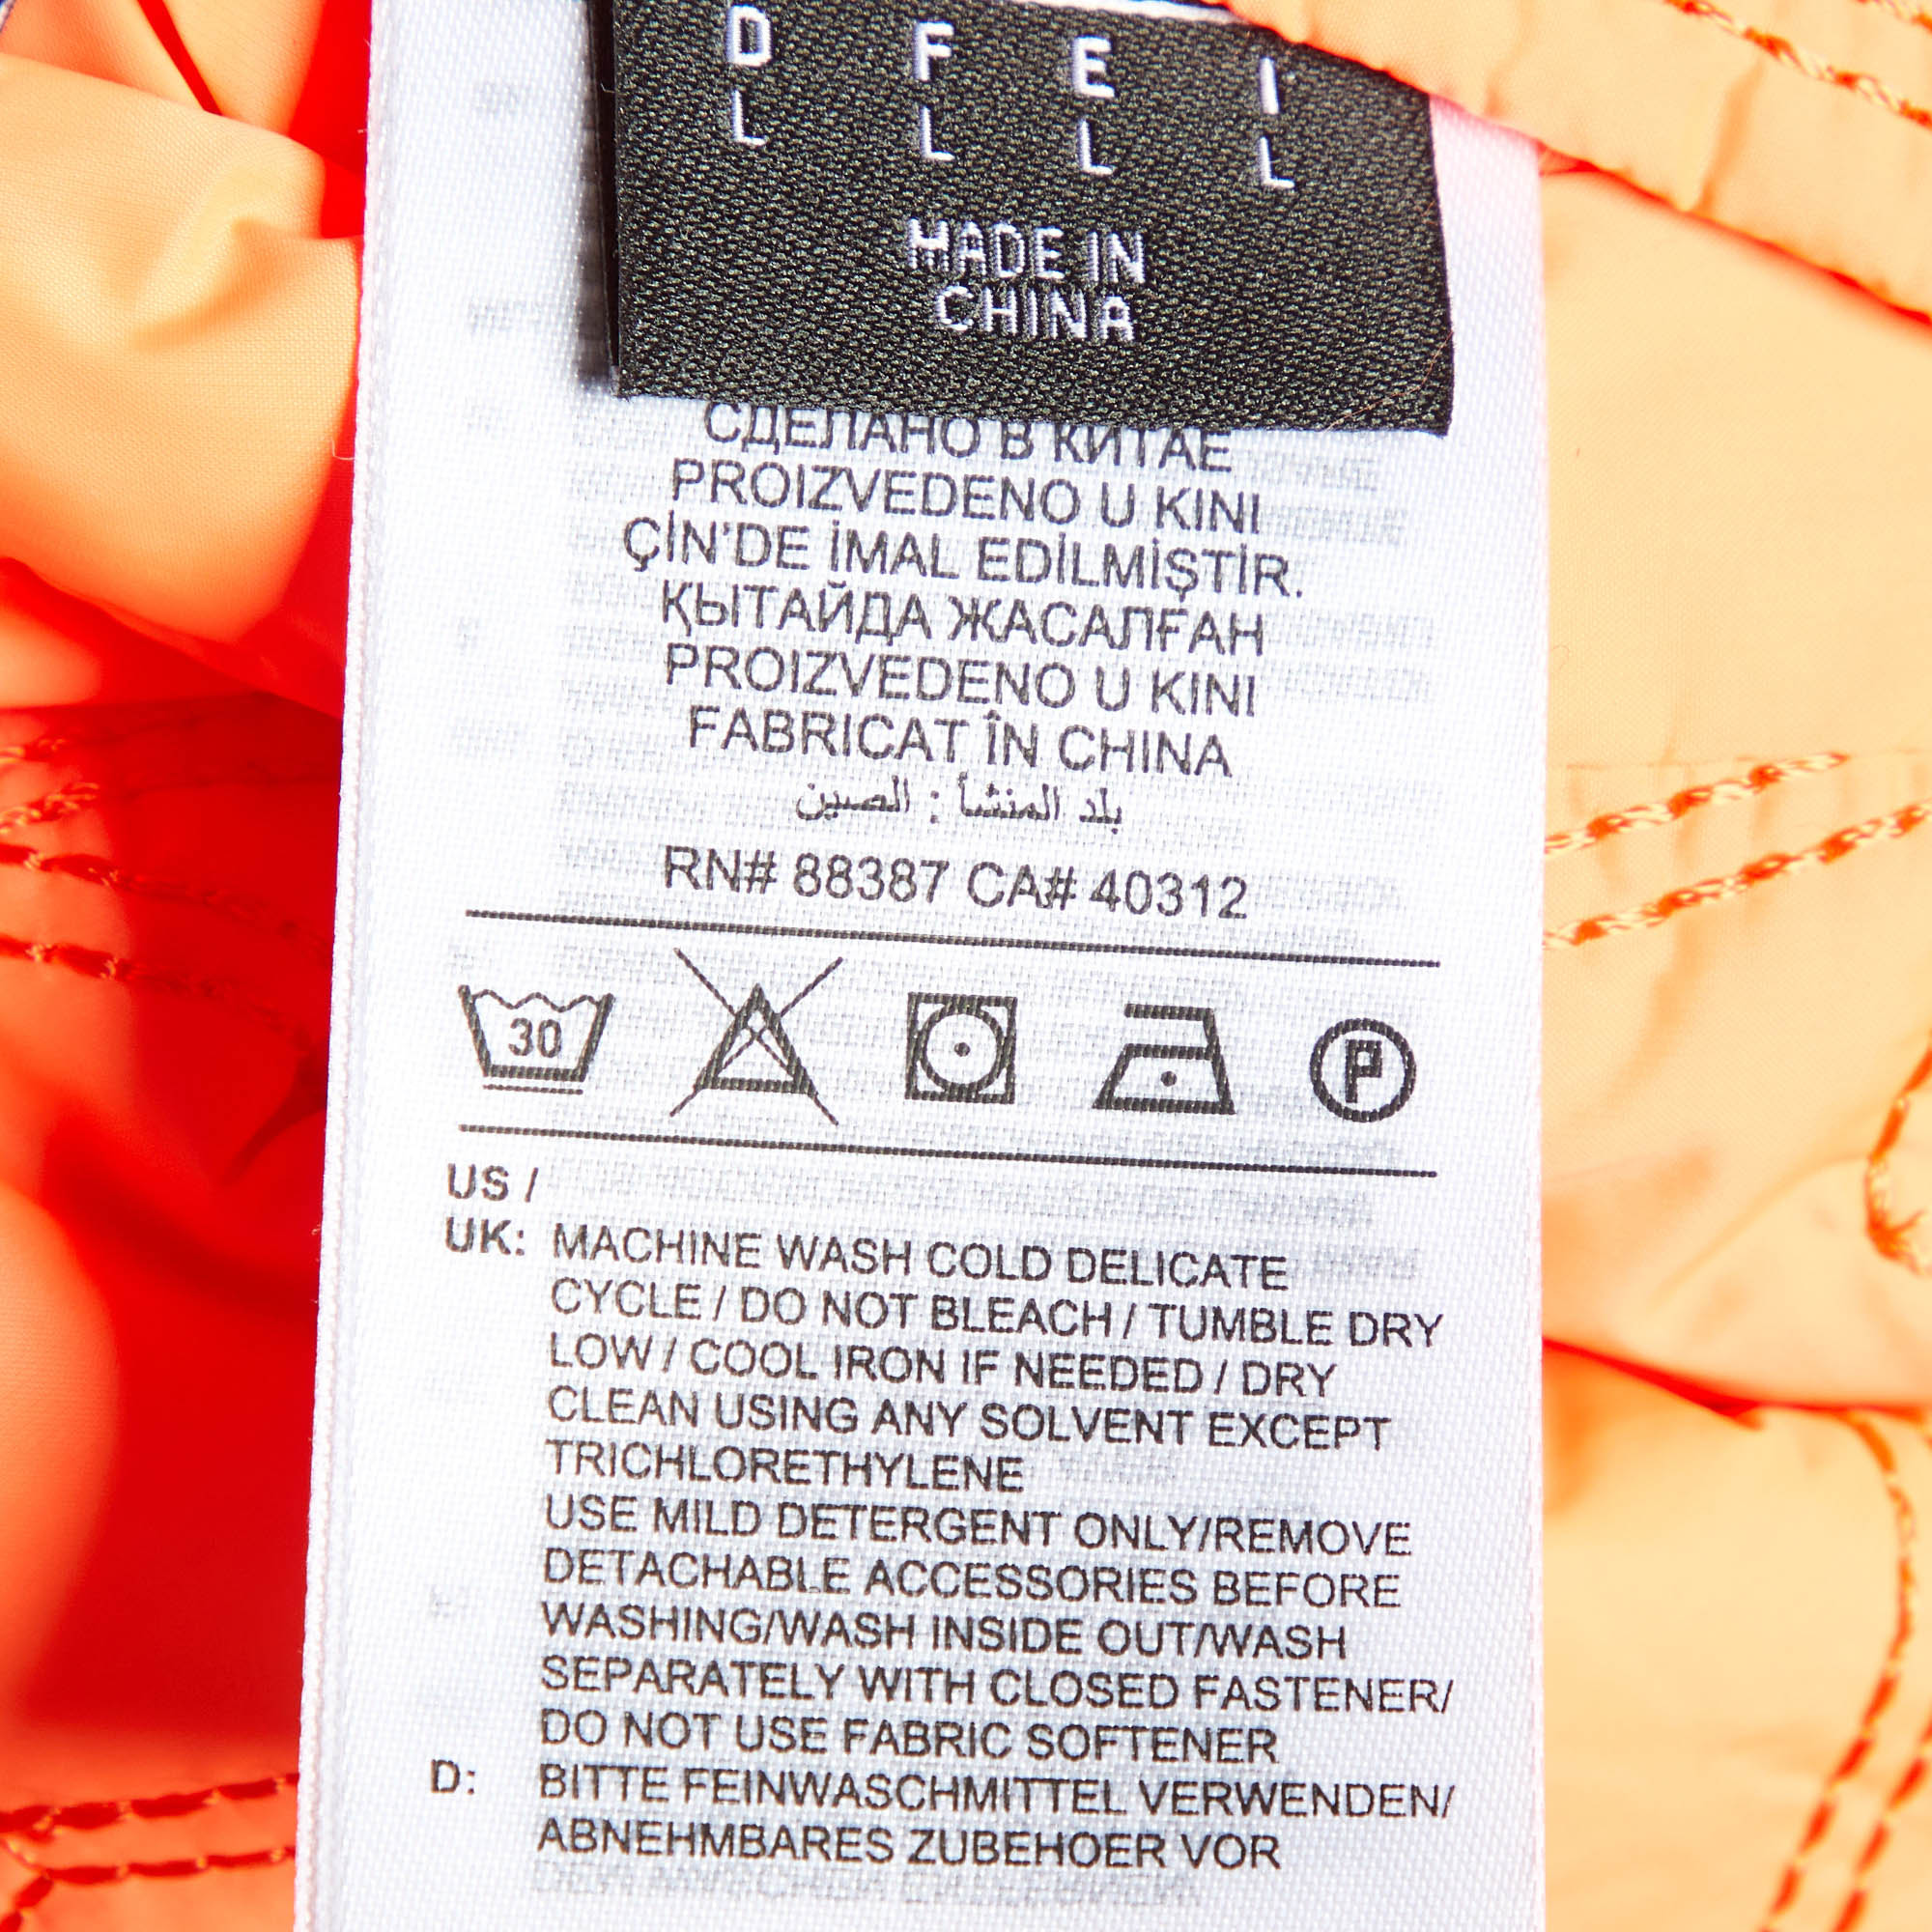 D F E I
L L L L
MADE IN
CHINA
СДЕЛАНО В КИТАЕ
PROIZVEDENO U KINI
ÇİN'DE İMAL EDİLMİŞTİR.
ҚЫТАЙДА ЖАСАЛҒАН
PROIZVEDENO U KINI
FABRICAT ÎN CHINA
بلد المنشأ : الصين
RN# 88387 CA# 40312
30 P
US /
UK: MACHINE WASH COLD DELICATE
CYCLE / DO NOT BLEACH / TUMBLE DRY
LOW / COOL IRON IF NEEDED / DRY
CLEAN USING ANY SOLVENT EXCEPT
TRICHLORETHYLENE
USE MILD DETERGENT ONLY/REMOVE
DETACHABLE ACCESSORIES BEFORE
WASHING/WASH INSIDE OUT/WASH
SEPARATELY WITH CLOSED FASTENER/
DO NOT USE FABRIC SOFTENER
D: BITTE FEINWASCHMITTEL VERWENDEN/
ABNEHMBARES ZUBEHOER VOR